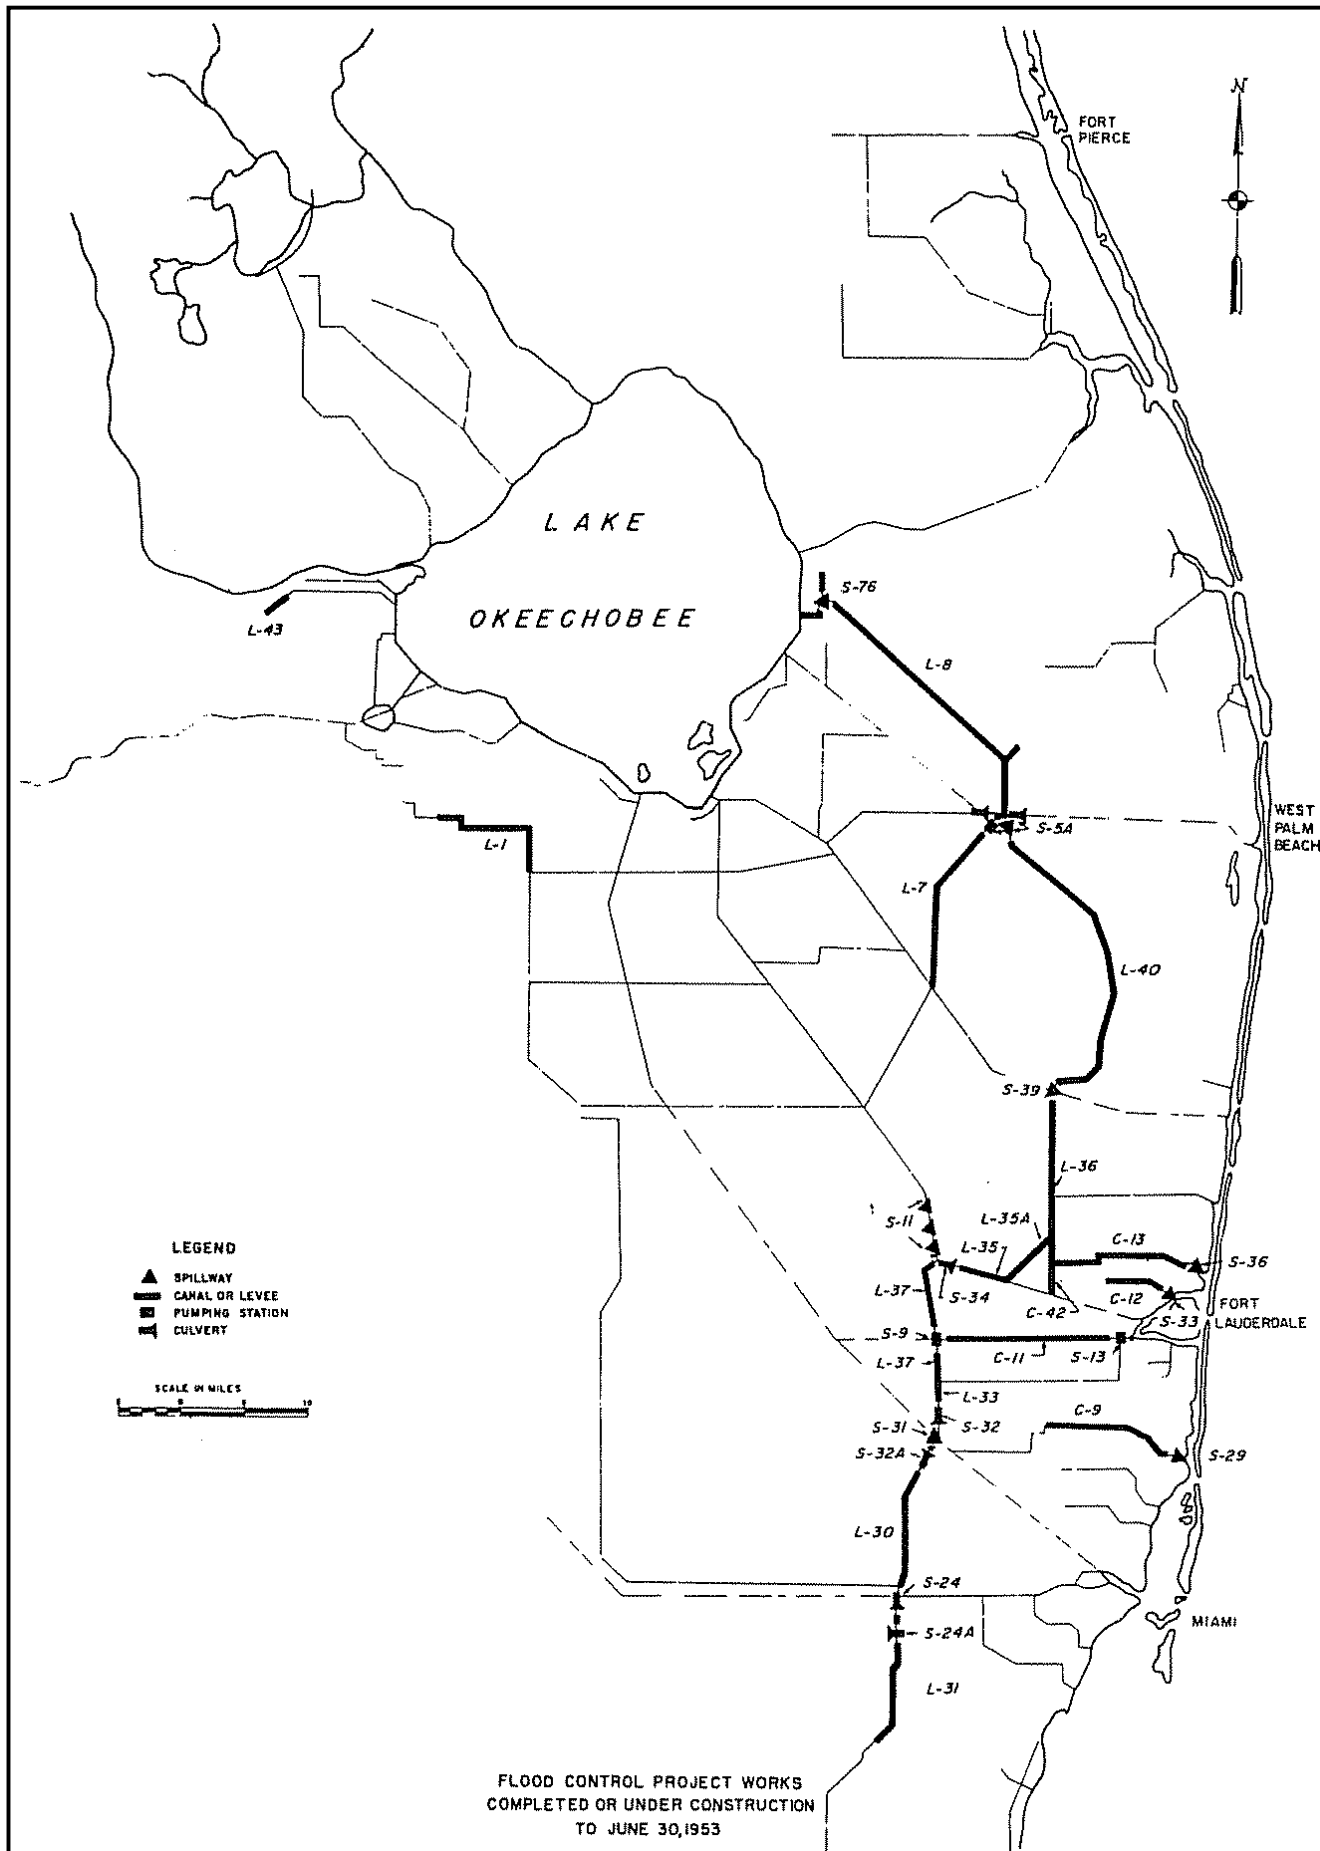 N
FORT
PIERCE
LAKE
OKEECHOBEE
S-76
L-43
L-8
WEST
PALM
BEACH
S-5A
L-1
L-7
L-40
S-39
L-36
S-11
L-35A
L-35
C-13
S-36
L-37
S-34
C-42
C-12
S-33
FORT
LAUDERDALE
S-9
C-11
S-13
L-37
L-33
S-32
C-9
S-31
S-32A
S-29
L-30
S-24
S-24A
MIAMI
L-31
LEGEND
SPILLWAY
CANAL OR LEVEE
PUMPING STATION
CULVERT
SCALE IN MILES
10
FLOOD CONTROL PROJECT WORKS
COMPLETED OR UNDER CONSTRUCTION
TO JUNE 30,1953